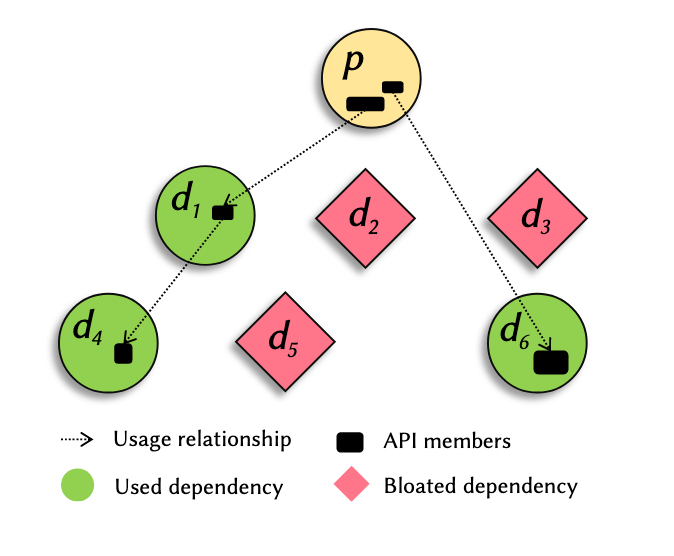 p
d1
d2
d3
d4
d5
d6
Usage relationship
API members
Used dependency
Bloated dependency